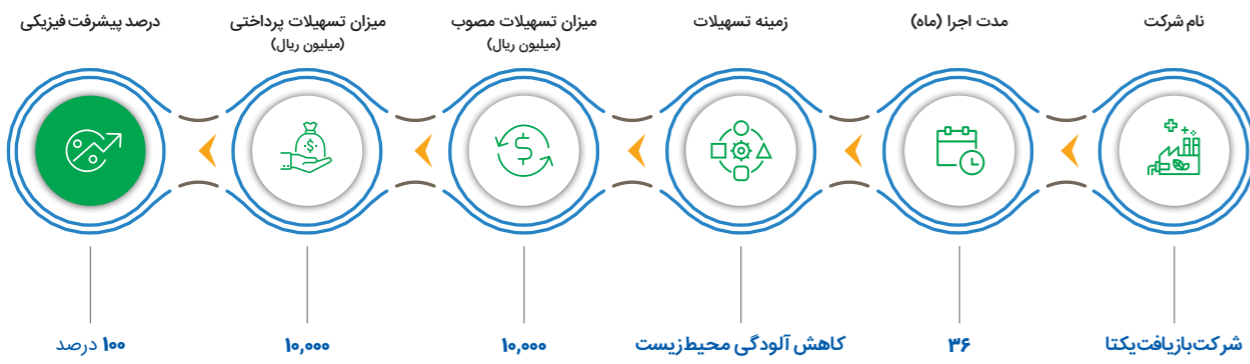 نام شرکت
مدت اجرا (ماه)
زمینه تسهیلات
میزان تسهیلات مصوب
(میلیون ریال)
میزان تسهیلات پرداختی
(میلیون ریال)
درصد پیشرفت فیزیکی
شرکت بازیافت یکتا
۳۶
کاهش آلودگی محیط زیست
۱۰,۰۰۰
۱۰,۰۰۰
۱۰۰ درصد